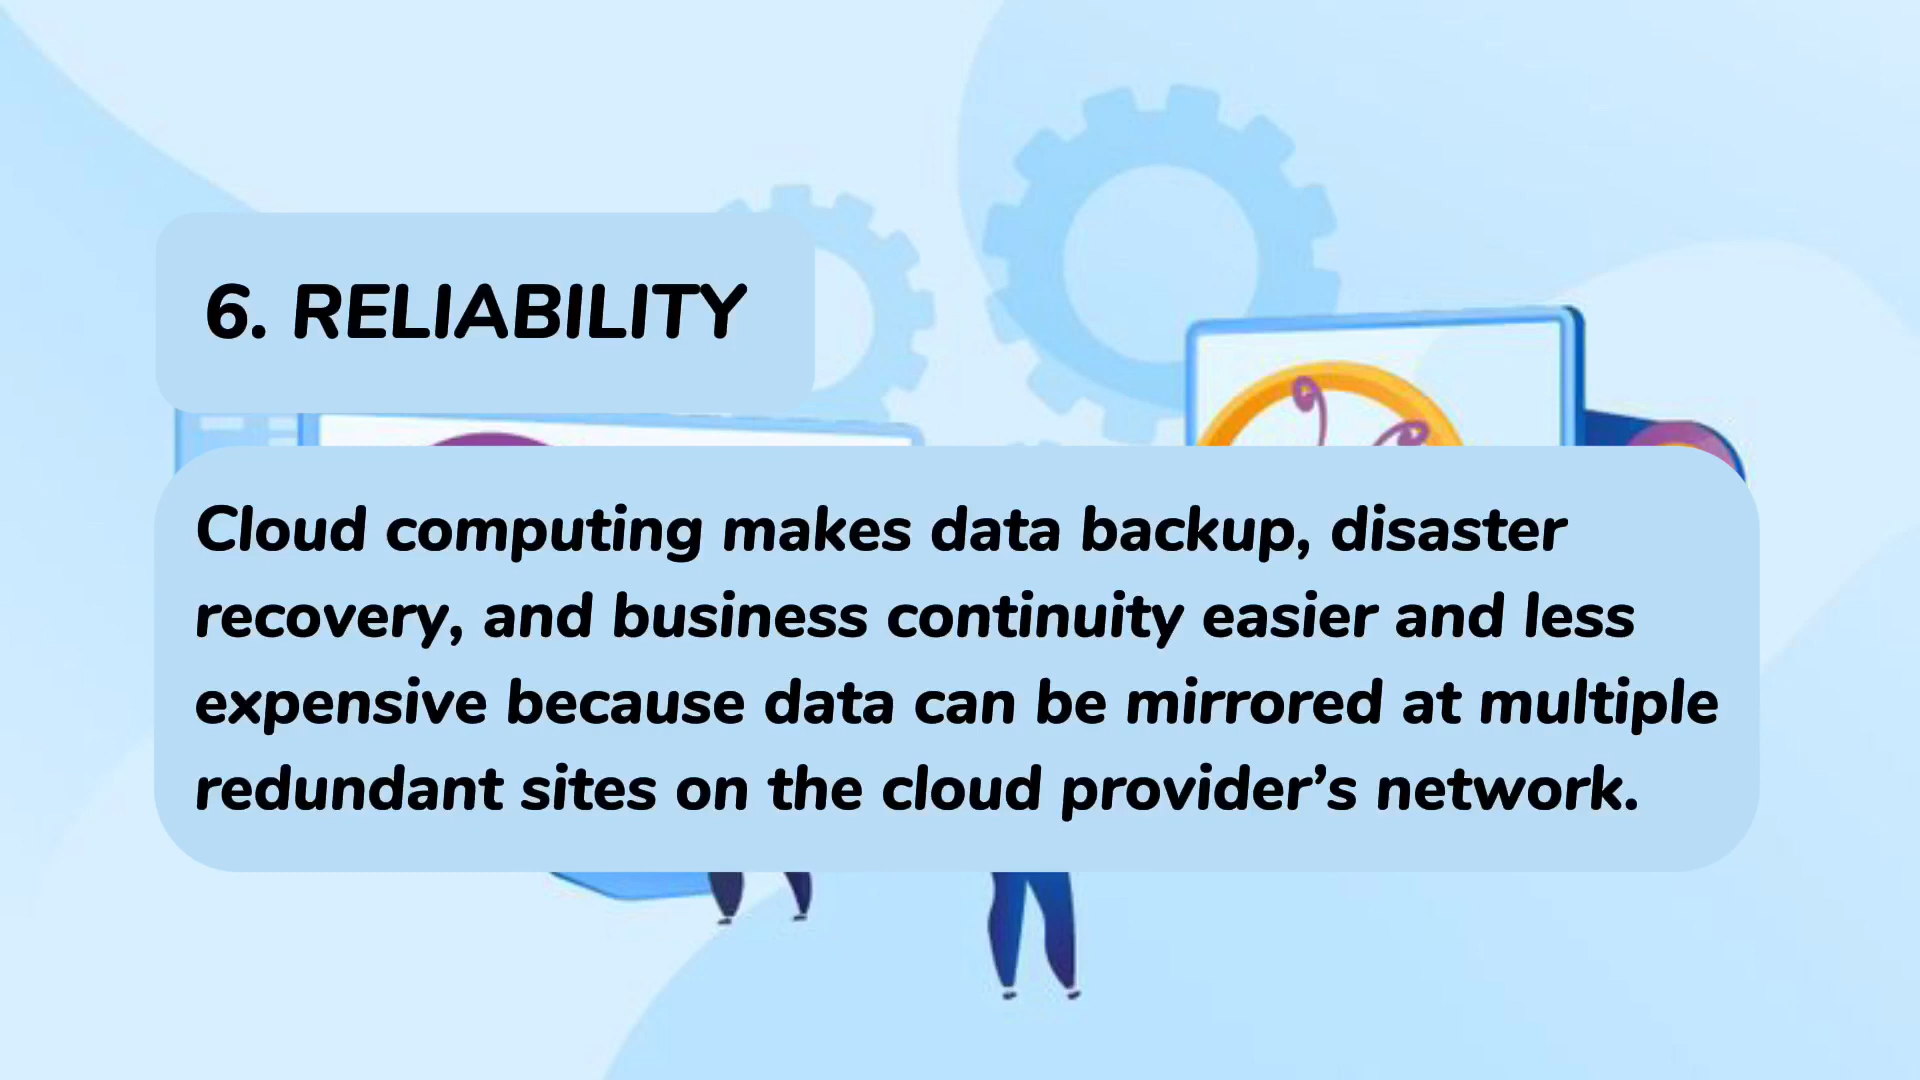 6. RELIABILITY
Cloud computing makes data backup, disaster
recovery, and business continuity easier and less
expensive because data can be mirrored at multiple
redundant sites on the cloud provider’s network.